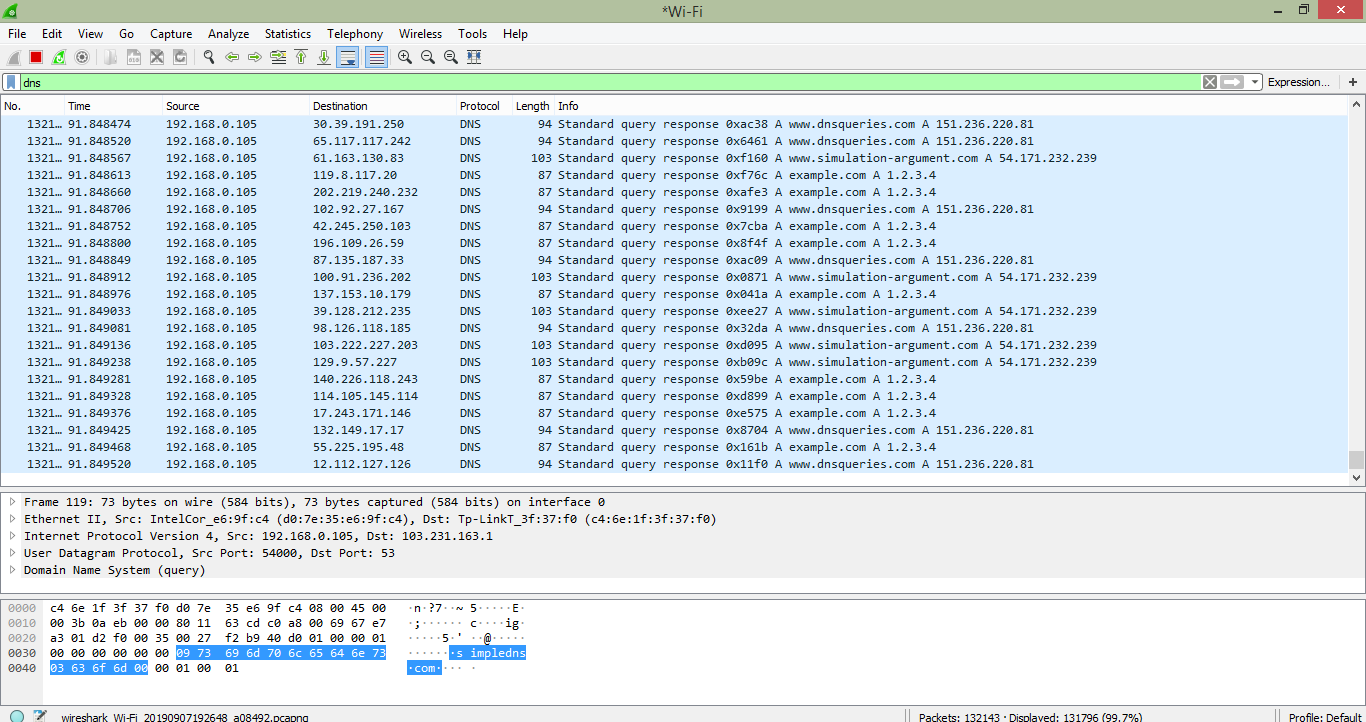 *Wi-Fi
File Edit View Go Capture Analyze Statistics Telephony Wireless Tools Help
dns Expression... +
No. Time Source Destination Protocol Length Info
1321… 91.848474 192.168.0.105 30.39.191.250 DNS 94 Standard query response 0xac38 A www.dnsqueries.com A 151.236.220.81
1321… 91.848520 192.168.0.105 65.117.117.242 DNS 94 Standard query response 0x6461 A www.dnsqueries.com A 151.236.220.81
1321… 91.848567 192.168.0.105 61.163.130.83 DNS 103 Standard query response 0xf160 A www.simulation-argument.com A 54.171.232.239
1321… 91.848613 192.168.0.105 119.8.117.20 DNS 87 Standard query response 0xf76c A example.com A 1.2.3.4
1321… 91.848660 192.168.0.105 202.219.240.232 DNS 87 Standard query response 0xafe3 A example.com A 1.2.3.4
1321… 91.848706 192.168.0.105 102.92.27.167 DNS 94 Standard query response 0x9199 A www.dnsqueries.com A 151.236.220.81
1321… 91.848752 192.168.0.105 42.245.250.103 DNS 87 Standard query response 0x7cba A example.com A 1.2.3.4
1321… 91.848800 192.168.0.105 196.109.26.59 DNS 87 Standard query response 0x8f4f A example.com A 1.2.3.4
1321… 91.848849 192.168.0.105 87.135.187.33 DNS 94 Standard query response 0xac09 A www.dnsqueries.com A 151.236.220.81
1321… 91.848912 192.168.0.105 100.91.236.202 DNS 103 Standard query response 0x0871 A www.simulation-argument.com A 54.171.232.239
1321… 91.848976 192.168.0.105 137.153.10.179 DNS 87 Standard query response 0x041a A example.com A 1.2.3.4
1321… 91.849033 192.168.0.105 39.128.212.235 DNS 103 Standard query response 0xee27 A www.simulation-argument.com A 54.171.232.239
1321… 91.849081 192.168.0.105 98.126.118.185 DNS 94 Standard query response 0x32da A www.dnsqueries.com A 151.236.220.81
1321… 91.849136 192.168.0.105 103.222.227.203 DNS 103 Standard query response 0xd095 A www.simulation-argument.com A 54.171.232.239
1321… 91.849238 192.168.0.105 129.9.57.227 DNS 103 Standard query response 0xb09c A www.simulation-argument.com A 54.171.232.239
1321… 91.849281 192.168.0.105 140.226.118.243 DNS 87 Standard query response 0x59be A example.com A 1.2.3.4
1321… 91.849328 192.168.0.105 114.105.145.114 DNS 87 Standard query response 0xd899 A example.com A 1.2.3.4
1321… 91.849376 192.168.0.105 17.243.171.146 DNS 87 Standard query response 0xe575 A example.com A 1.2.3.4
1321… 91.849425 192.168.0.105 132.149.17.17 DNS 94 Standard query response 0x8704 A www.dnsqueries.com A 151.236.220.81
1321… 91.849468 192.168.0.105 55.225.195.48 DNS 87 Standard query response 0x161b A example.com A 1.2.3.4
1321… 91.849520 192.168.0.105 12.112.127.126 DNS 94 Standard query response 0x11f0 A www.dnsqueries.com A 151.236.220.81
Frame 119: 73 bytes on wire (584 bits), 73 bytes captured (584 bits) on interface 0
Ethernet II, Src: IntelCor_e6:9f:c4 (d0:7e:35:e6:9f:c4), Dst: Tp-LinkT_3f:37:f0 (c4:6e:1f:3f:37:f0)
Internet Protocol Version 4, Src: 192.168.0.105, Dst: 103.231.163.1
User Datagram Protocol, Src Port: 54000, Dst Port: 53
Domain Name System (query)
0000 c4 6e 1f 3f 37 f0 d0 7e 35 e6 9f c4 08 00 45 00 ·n·?7··~ 5·····E·
0010 00 3b 0a eb 00 00 80 11 63 cd c0 a8 00 69 67 e7 ·;······ c····ig·
0020 a3 01 d2 f0 00 35 00 27 f2 b9 40 d0 01 00 00 01 ·····5·' ··@·····
0030 00 00 00 00 00 00 09 73 69 6d 70 6c 65 64 6e 73 ·······s impledns
0040 03 63 6f 6d 00 00 01 00 01 ·com···· ·
wireshark_Wi-Fi_20190907192648_a08492.pcapng Packets: 132143 · Displayed: 131796 (99.7%) Profile: Default